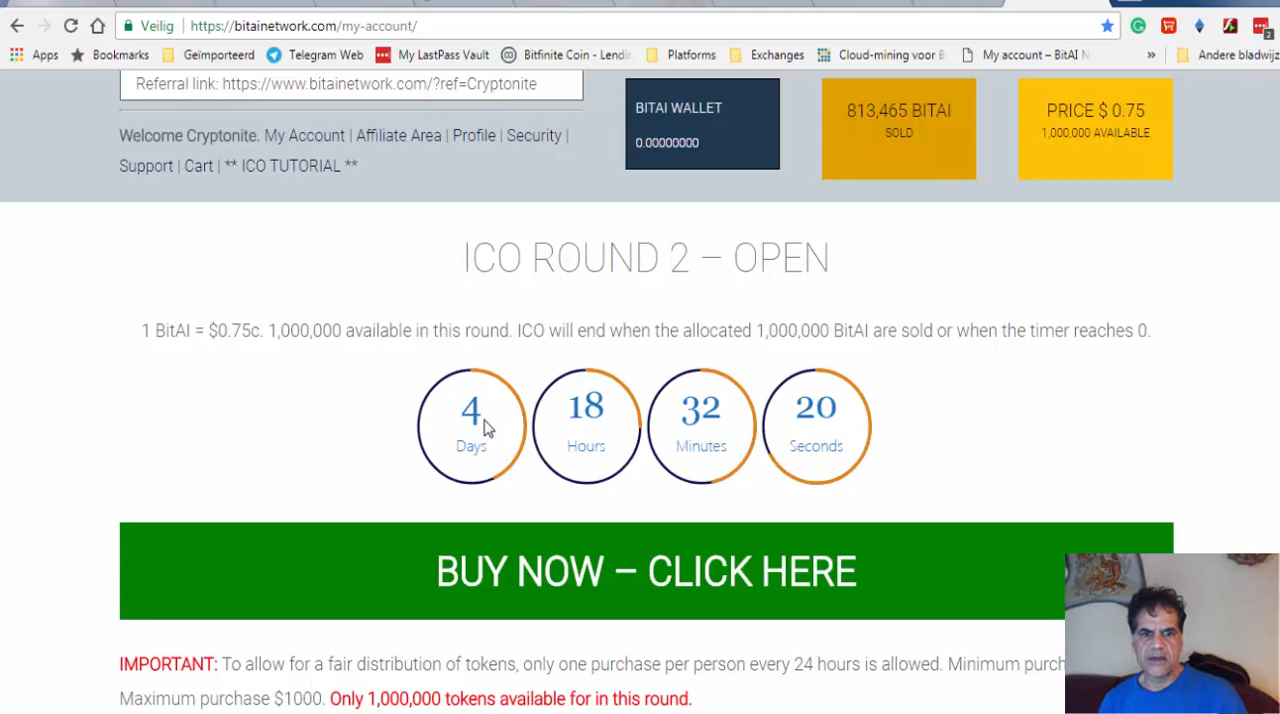 Veilig | https://bitainetwork.com/my-account/
2
Apps Bookmarks Geïmporteerd Telegram Web My LastPass Vault Bitfinite Coin - Lendi Platforms Exchanges Cloud-mining voor B My account – BitAI N » Andere bladwijz
Referral link: https://www.bitainetwork.com/?ref=Cryptonite
Welcome Cryptonite. My Account | Affiliate Area | Profile | Security |
Support | Cart | ** ICO TUTORIAL **
BITAI WALLET
0.00000000
813,465 BITAI
SOLD
PRICE $ 0.75
1,000,000 AVAILABLE
ICO ROUND 2 – OPEN
1 BitAI = $0.75c. 1,000,000 available in this round. ICO will end when the allocated 1,000,000 BitAI are sold or when the timer reaches 0.
4 18 32 20
Days Hours Minutes Seconds
BUY NOW – CLICK HERE
IMPORTANT: To allow for a fair distribution of tokens, only one purchase per person every 24 hours is allowed. Minimum purch
Maximum purchase $1000. Only 1,000,000 tokens available for in this round.